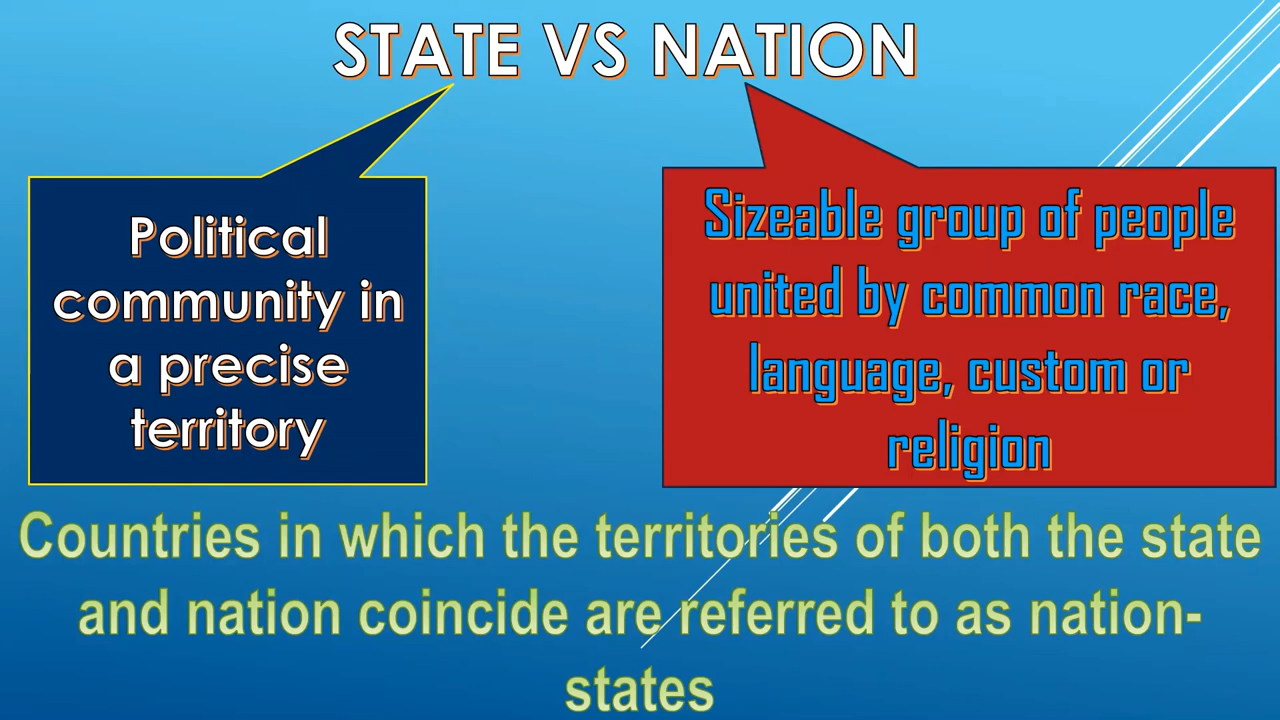 STATE VS NATION
Political
community in
a precise
territory
Sizeable group of people
united by common race,
language, custom or
religion
Countries in which the territories of both the state
and nation coincide are referred to as nation-
states